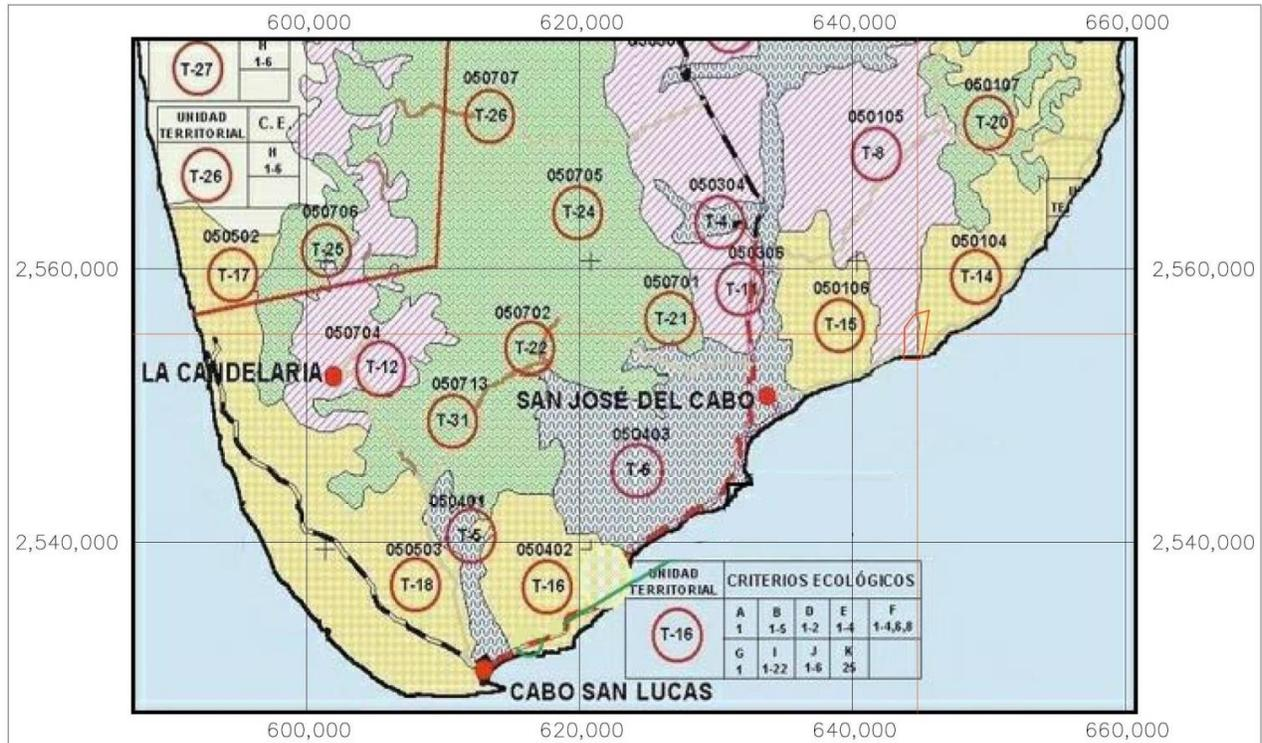 600,000 620,000 640,000 660,000
T-27
H
1-6
UNIDAD
TERRITORIAL
C. E.
T-26
H
1-6
050707
T-26
050107
T-20
050105
T-8
050705
T-24
050304
T-4
050706
T-25
050502
T-17
050306
T-11
050104
T-14
2,560,000 2,560,000
050701
T-21
050106
T-15
050702
T-22
050704
T-12
LA CANDELARIA
050713
T-31
SAN JOSÉ DEL CABO
050403
T-6
050401
T-5
2,540,000 2,540,000
050503
T-18
050402
T-16
UNIDAD
TERRITORIAL
CRITERIOS ECOLÓGICOS
T-16
A B D E F
1 1-5 1-2 1-4 1-4,6,8
G I J K
1 1-22 1-6 25
CABO SAN LUCAS
600,000 620,000 640,000 660,000